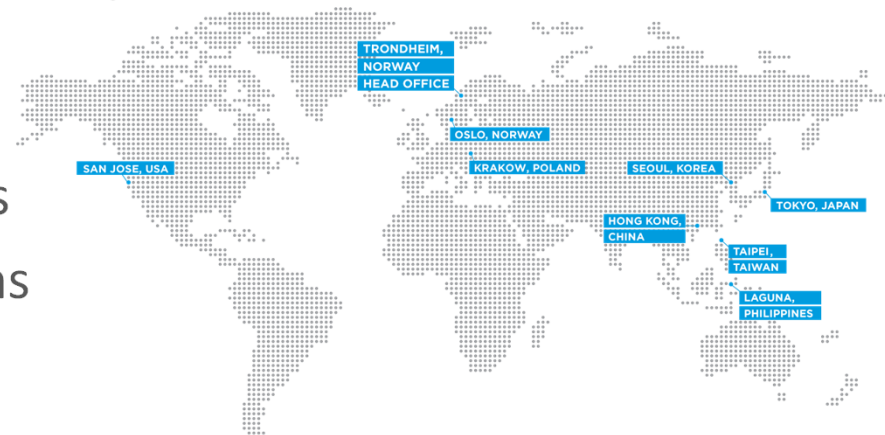 TRONDHEIM,
NORWAY
HEAD OFFICE
OSLO, NORWAY
SAN JOSE, USA
KRAKOW, POLAND
SEOUL, KOREA
TOKYO, JAPAN
HONG KONG,
CHINA
TAIPEI,
TAIWAN
LAGUNA,
PHILIPPINES